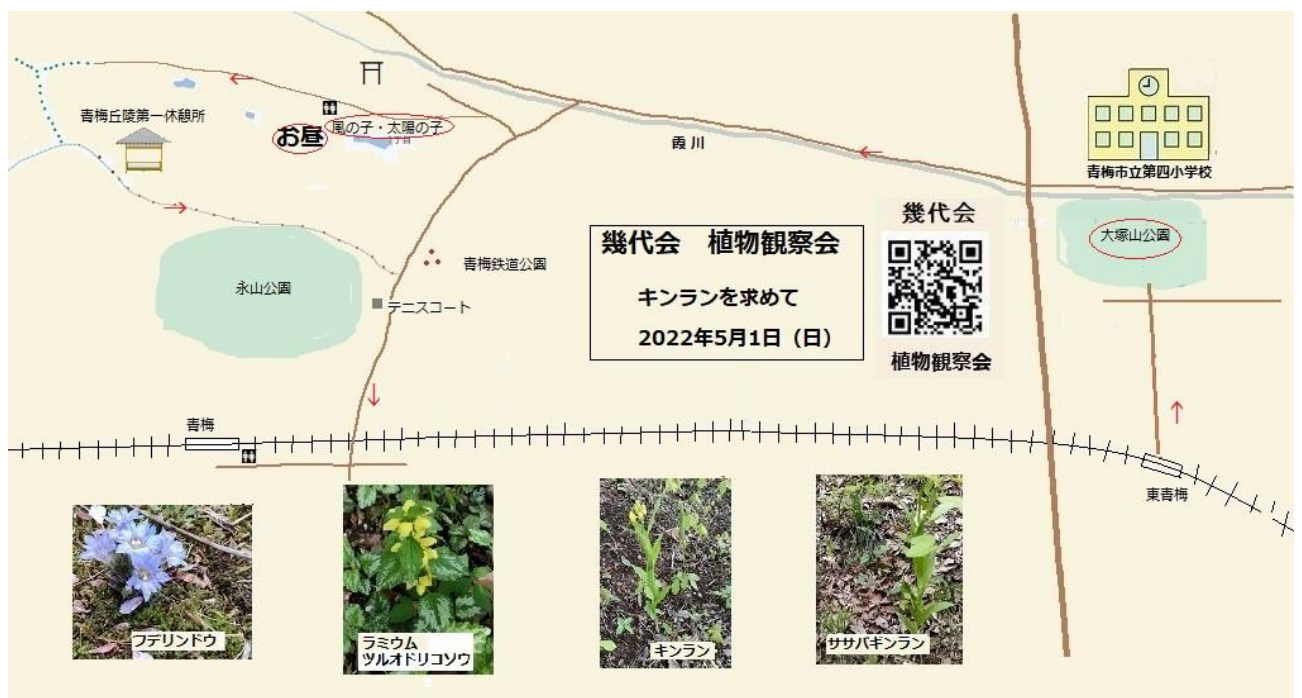 青梅丘陵第一休憩所
お昼
風の子・太陽の子
霞川
青梅市立第四小学校
大塚山公園
幾代会 植物観察会
キンランを求めて
2022年5月1日（日）
幾代会
植物観察会
青梅鉄道公園
永山公園
テニスコート
青梅
東青梅
フデリンドウ
ラミウム
ツルオドリコソウ
キンラン
ササバギンラン